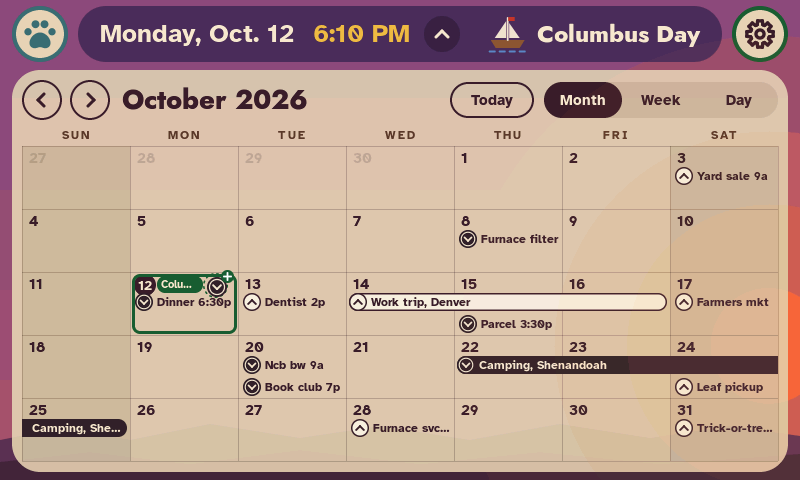 Monday, Oct. 12 6:10 PM Columbus Day
October 2026 Today Month Week Day
SUN MON TUE WED THU FRI SAT
27 28 29 30 1 2 3
Yard sale 9a
4 5 6 7 8 9 10
Furnace filter
11 12 Colu... 13 14 15 16 17
Dinner 6:30p Dentist 2p Work trip, Denver Farmers mkt
Parcel 3:30p
18 19 20 21 22 23 24
Ncb bw 9a Camping, Shenandoah
Book club 7p Leaf pickup
25 26 27 28 29 30 31
Camping, She... Furnace svc... Trick-or-tre...